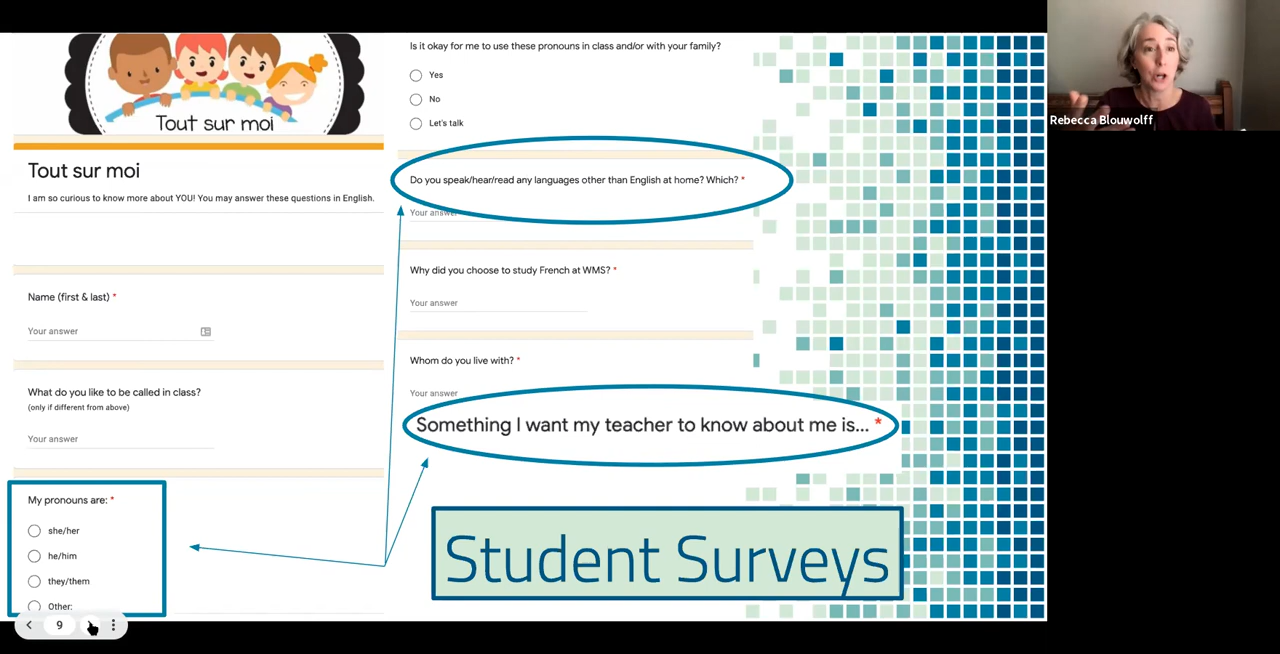 Tout sur moi
Tout sur moi
I am so curious to know more about YOU! You may answer these questions in English.
Name (first & last) *
Your answer
What do you like to be called in class?
(only if different from above)
Your answer
My pronouns are: *
she/her
he/him
they/them
Other:
9
Is it okay for me to use these pronouns in class and/or with your family?
Yes
No
Let's talk
Do you speak/hear/read any languages other than English at home? Which? *
Your answer
Why did you choose to study French at WMS? *
Your answer
Whom do you live with? *
Your answer
Something I want my teacher to know about me is... *
Student Surveys
Rebecca Blouwolff